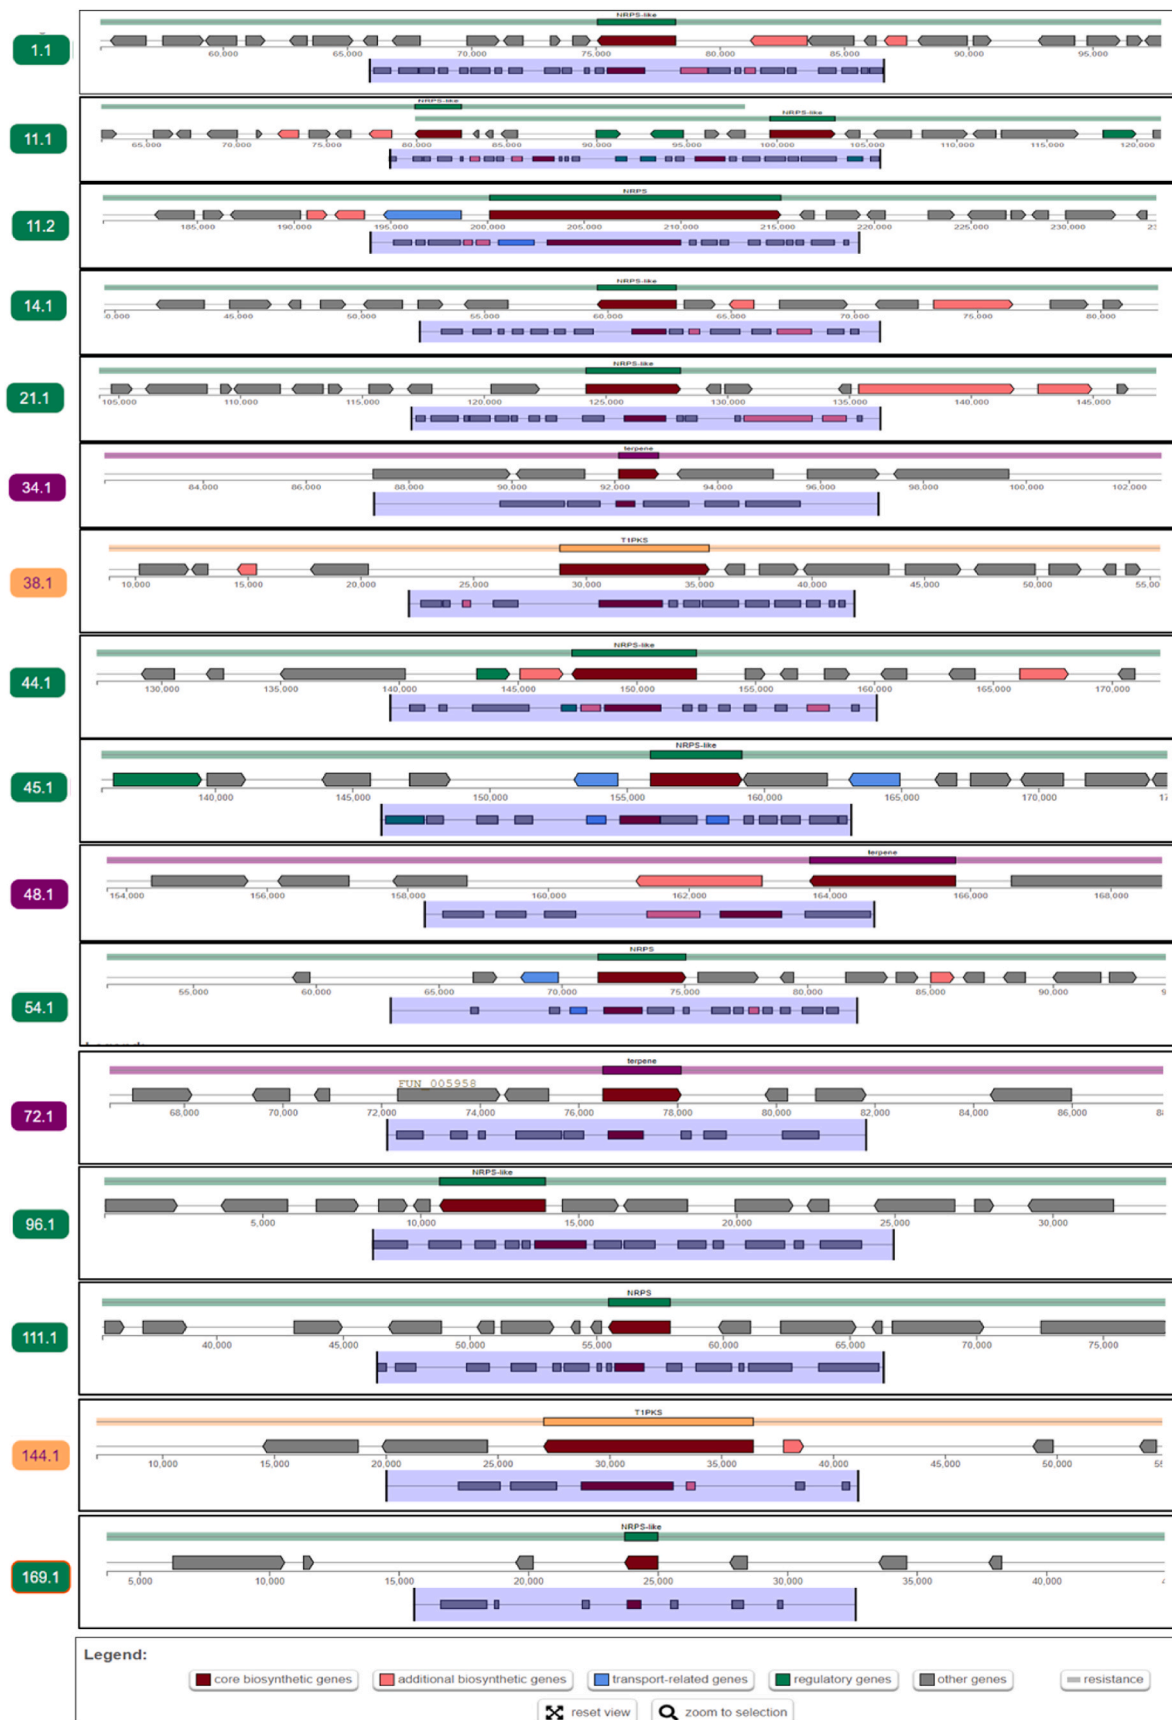 NRPS-like
1.1
60,000 65,000 70,000 75,000 80,000 85,000 90,000 95,000
NRPS-like
NRPS-like
11.1
65,000 70,000 75,000 80,000 85,000 90,000 95,000 100,000 105,000 110,000 115,000 120,000
NRPS
11.2
185,000 190,000 195,000 200,000 205,000 210,000 215,000 220,000 225,000 230,000 23
NRPS-like
14.1
40,000 45,000 50,000 55,000 60,000 65,000 70,000 75,000 80,000
NRPS-like
21.1
105,000 110,000 115,000 120,000 125,000 130,000 135,000 140,000 145,000
terpene
34.1
84,000 86,000 88,000 90,000 92,000 94,000 96,000 98,000 100,000 102,000
T1PKS
38.1
10,000 15,000 20,000 25,000 30,000 35,000 40,000 45,000 50,000 55,00
NRPS-like
44.1
130,000 135,000 140,000 145,000 150,000 155,000 160,000 165,000 170,000
NRPS-like
45.1
140,000 145,000 150,000 155,000 160,000 165,000 170,000 17
terpene
48.1
154,000 156,000 158,000 160,000 162,000 164,000 166,000 168,000
NRPS
54.1
55,000 60,000 65,000 70,000 75,000 80,000 85,000 90,000 9
terpene
FUN_005958
72.1
68,000 70,000 72,000 74,000 76,000 78,000 80,000 82,000 84,000 86,000 8
NRPS-like
96.1
5,000 10,000 15,000 20,000 25,000 30,000
NRPS
111.1
40,000 45,000 50,000 55,000 60,000 65,000 70,000 75,000
T1PKS
144.1
10,000 15,000 20,000 25,000 30,000 35,000 40,000 45,000 50,000 5
NRPS-like
169.1
5,000 10,000 15,000 20,000 25,000 30,000 35,000 40,000 4
Legend:
core biosynthetic genes additional biosynthetic genes transport-related genes regulatory genes other genes resistance
reset view zoom to selection